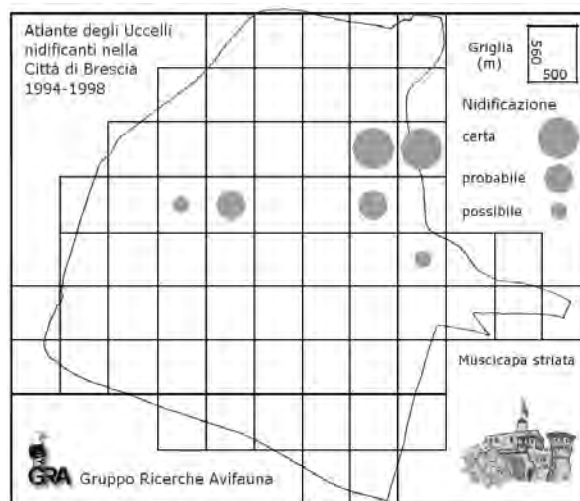 Atlante degli Uccelli
nidificanti nella
Città di Brescia
1994-1998
Griglia
(m)
560
500
Nidificazione
certa
probabile
possibile
Muscicapa striata
GRA Gruppo Ricerche Avifauna